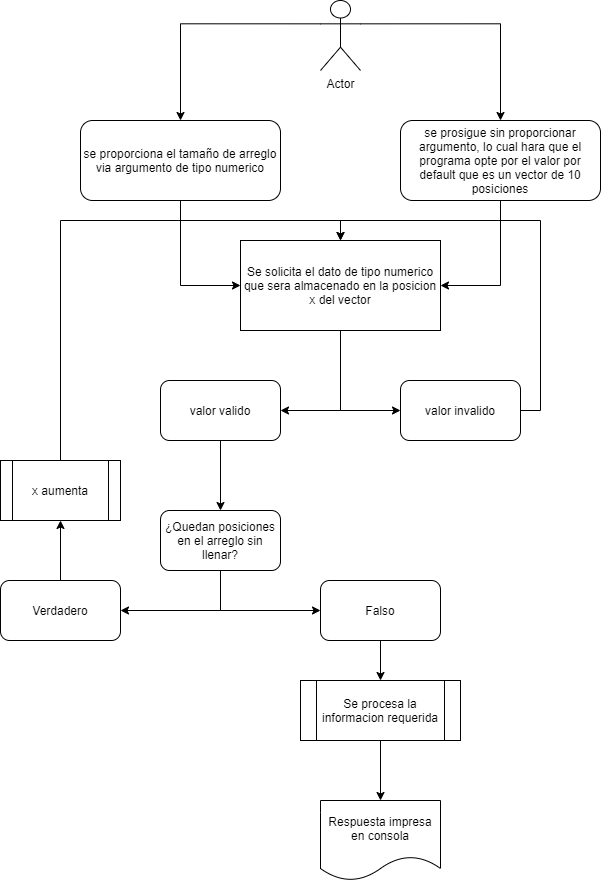 Actor
se proporciona el tamaño de arreglo
via argumento de tipo numerico
se prosigue sin proporcionar
argumento, lo cual hara que el
programa opte por el valor por
default que es un vector de 10
posiciones
Se solicita el dato de tipo numerico
que sera almacenado en la posicion
x del vector
valor valido
valor invalido
x aumenta
¿Quedan posiciones
en el arreglo sin
llenar?
Verdadero
Falso
Se procesa la
informacion requerida
Respuesta impresa
en consola